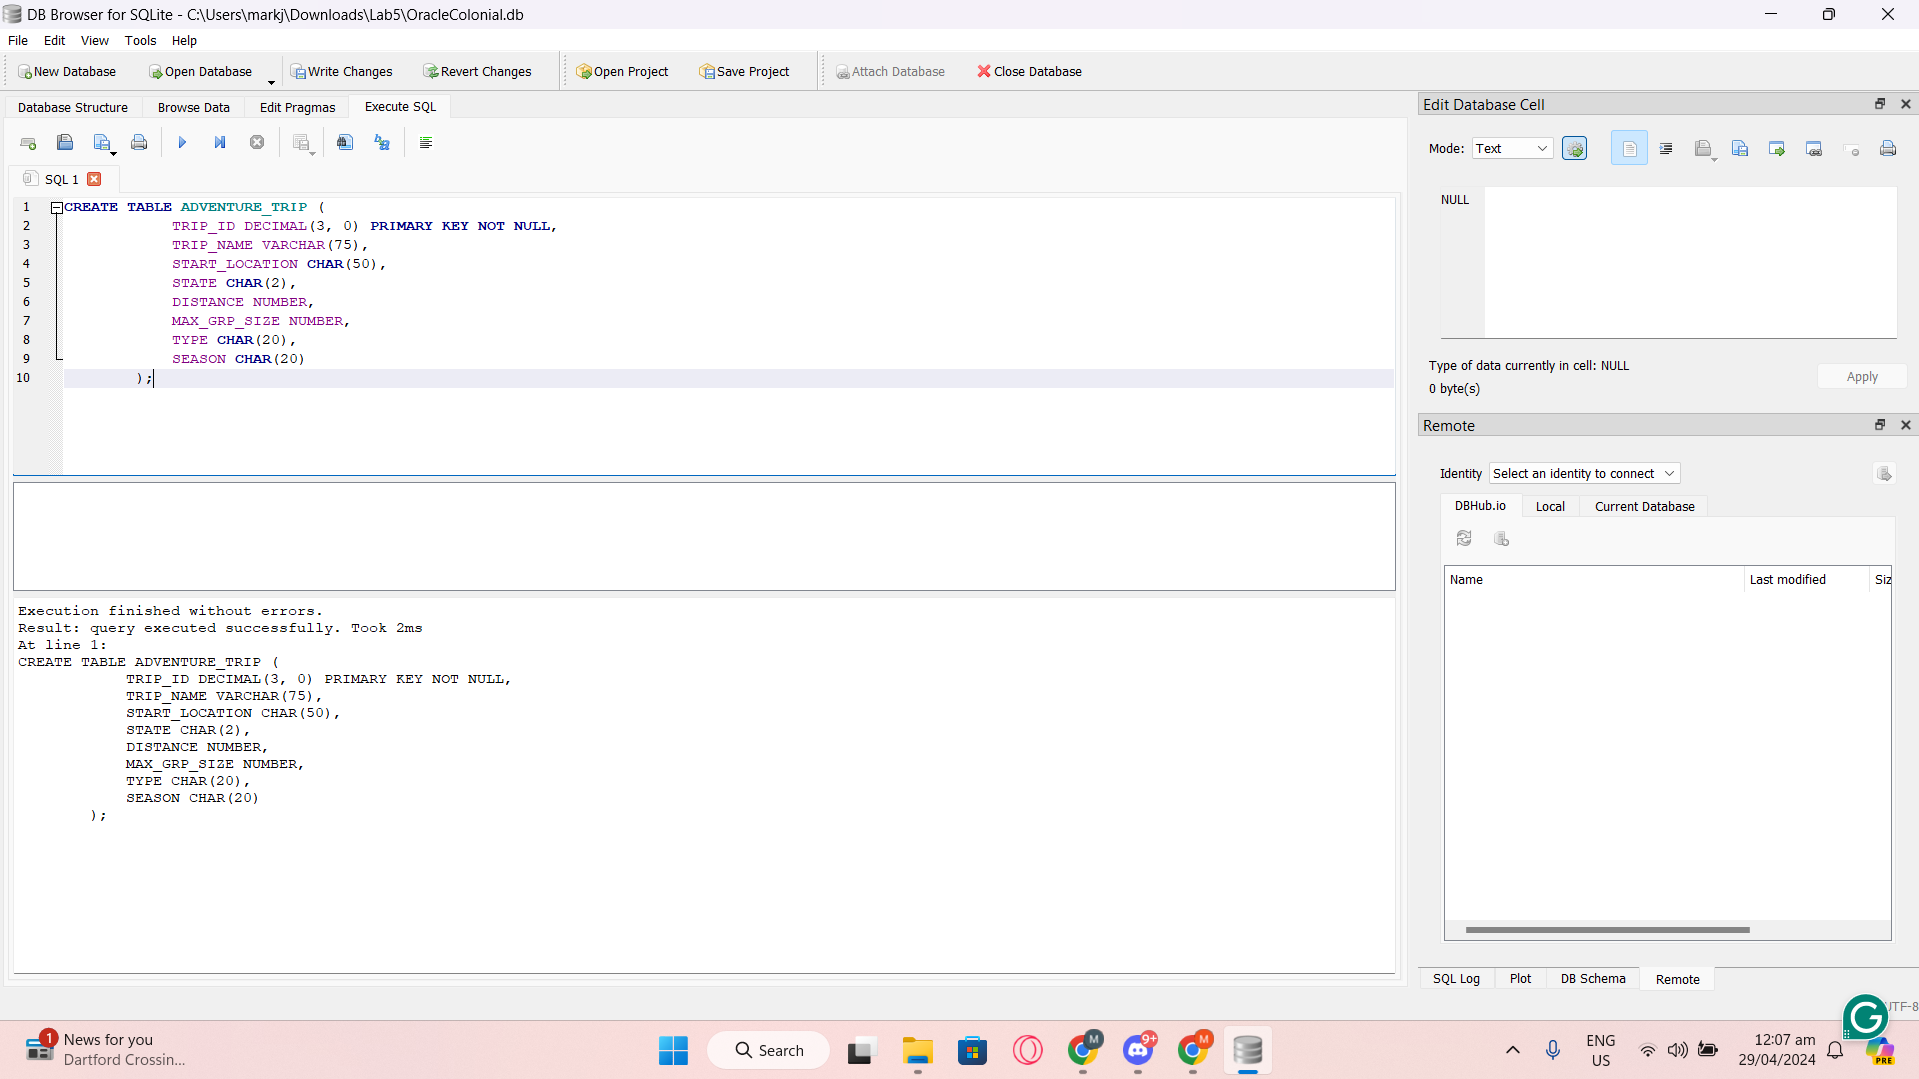 DB Browser for SQLite - C:\Users\markj\Downloads\Lab5\OracleColonial.db
File Edit View Tools Help
New Database Open Database Write Changes Revert Changes Open Project Save Project Attach Database Close Database
Database Structure Browse Data Edit Pragmas Execute SQL
SQL 1
1 CREATE TABLE ADVENTURE_TRIP (
2 TRIP_ID DECIMAL(3, 0) PRIMARY KEY NOT NULL,
3 TRIP_NAME VARCHAR(75),
4 START_LOCATION CHAR(50),
5 STATE CHAR(2),
6 DISTANCE NUMBER,
7 MAX_GRP_SIZE NUMBER,
8 TYPE CHAR(20),
9 SEASON CHAR(20)
10 );
Execution finished without errors.
Result: query executed successfully. Took 2ms
At line 1:
CREATE TABLE ADVENTURE_TRIP (
TRIP_ID DECIMAL(3, 0) PRIMARY KEY NOT NULL,
TRIP_NAME VARCHAR(75),
START_LOCATION CHAR(50),
STATE CHAR(2),
DISTANCE NUMBER,
MAX_GRP_SIZE NUMBER,
TYPE CHAR(20),
SEASON CHAR(20)
);
Edit Database Cell
Mode: Text
NULL
Type of data currently in cell: NULL
0 byte(s)
Apply
Remote
Identity Select an identity to connect
DBHub.io Local Current Database
Name Last modified Siz
SQL Log Plot DB Schema Remote
UTF-8
1 News for you
Dartford Crossin...
Search
M
9+
M
ENG
US
12:07 am
29/04/2024
G
PRE